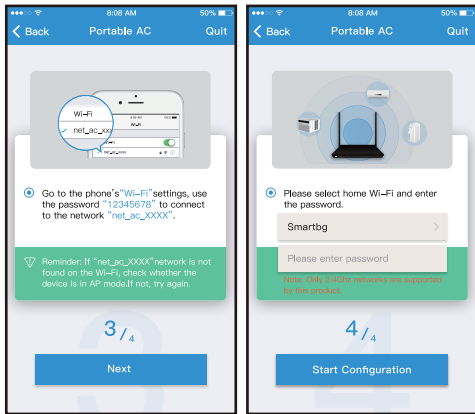 8:08 AM
50%
Back
Portable AC
Quit
Wi-Fi
net_ac_xxx
Wi-Fi
Go to the phone's "Wi-Fi" settings, use
the password "12345678" to connect
to the network "net_ac_XXXX".
Reminder: If "net_ac_XXXX" network is not
found on the Wi-Fi, check whether the
device is in AP mode.If not, try again.
3/4
Next
8:08 AM
50%
Back
Portable AC
Quit
Please select home Wi-Fi and enter
the password.
Smartbg
Please enter password
Note: Only 2.4Ghz networks are supported
by this product.
4/4
Start Configuration